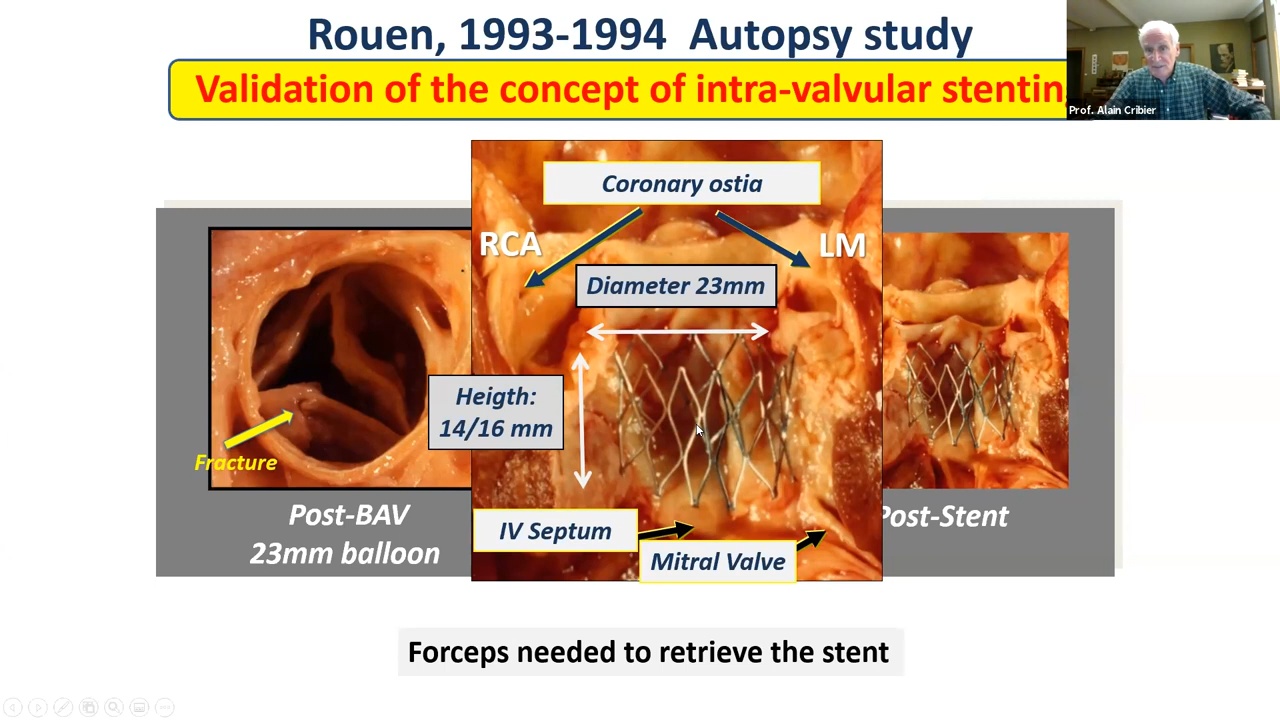 Rouen, 1993-1994 Autopsy study
Validation of the concept of intra-valvular stentin
Prof. Alain Cribier
Coronary ostia
RCA
LM
Diameter 23mm
Heigth:
14/16 mm
Fracture
IV Septum
Mitral Valve
Post-BAV
23mm balloon
Post-Stent
Forceps needed to retrieve the stent